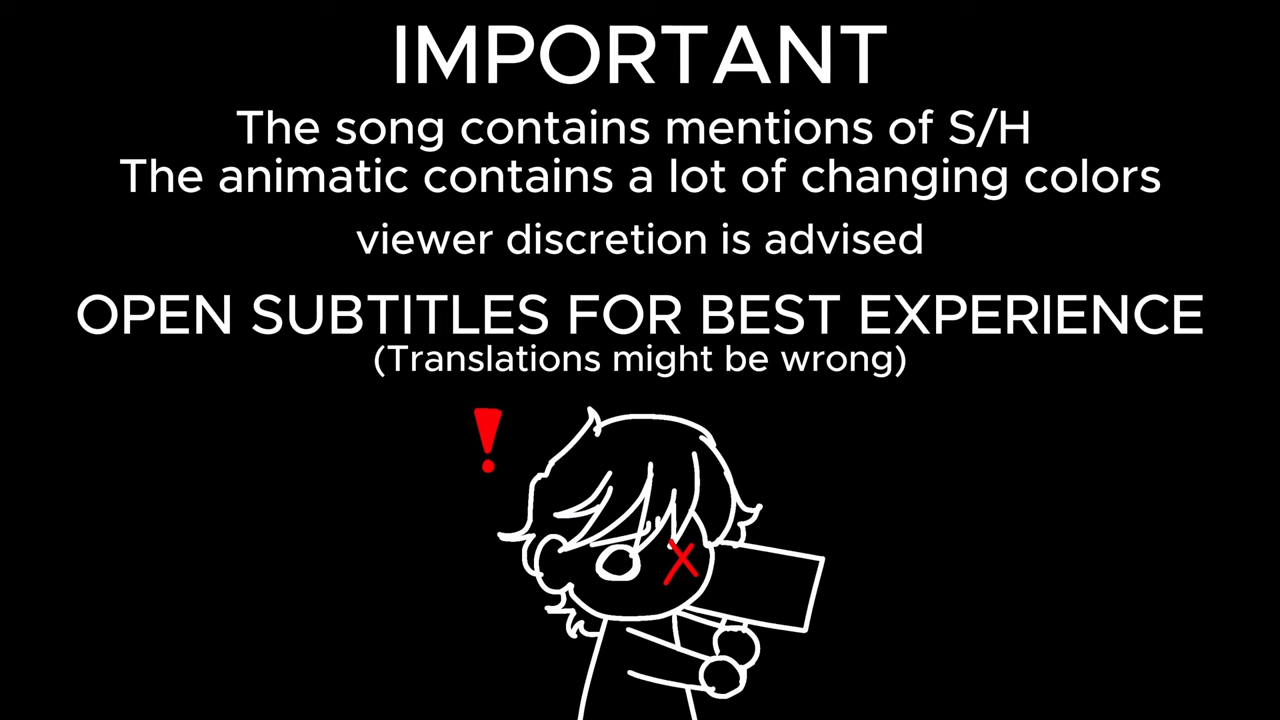 IMPORTANT
The song contains mentions of S/H
The animatic contains a lot of changing colors
viewer discretion is advised
OPEN SUBTITLES FOR BEST EXPERIENCE
(Translations might be wrong)
!